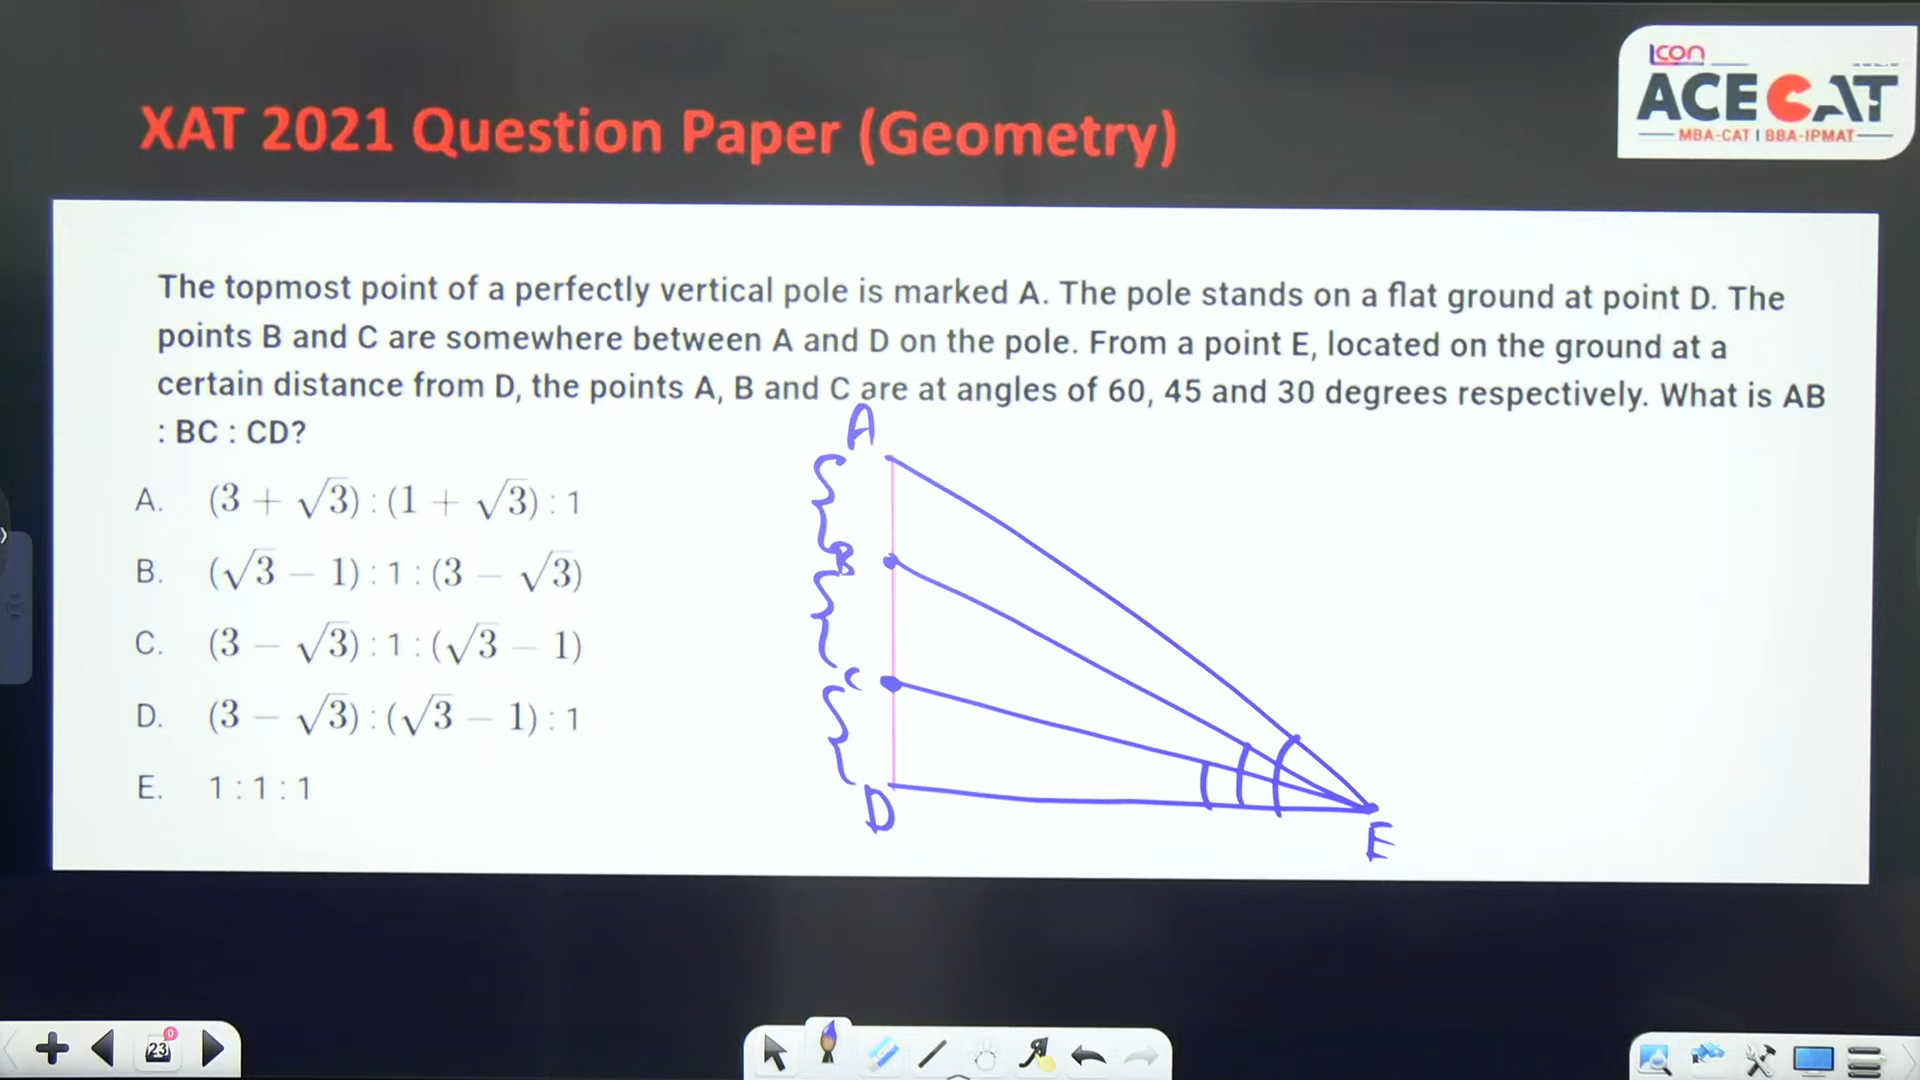 XAT 2021 Question Paper (Geometry)
Icon
ACECAT
MBA-CAT | BBA-IPMAT
The topmost point of a perfectly vertical pole is marked A. The pole stands on a flat ground at point D. The
points B and C are somewhere between A and D on the pole. From a point E, located on the ground at a
certain distance from D, the points A, B and C are at angles of 60, 45 and 30 degrees respectively. What is AB
: BC : CD?
A. (3 + √3) : (1 + √3) : 1
B. (√3 − 1) : 1 : (3 − √3)
C. (3 − √3) : 1 : (√3 − 1)
D. (3 − √3) : (√3 − 1) : 1
E. 1 : 1 : 1
A
B
C
D
E
0
23